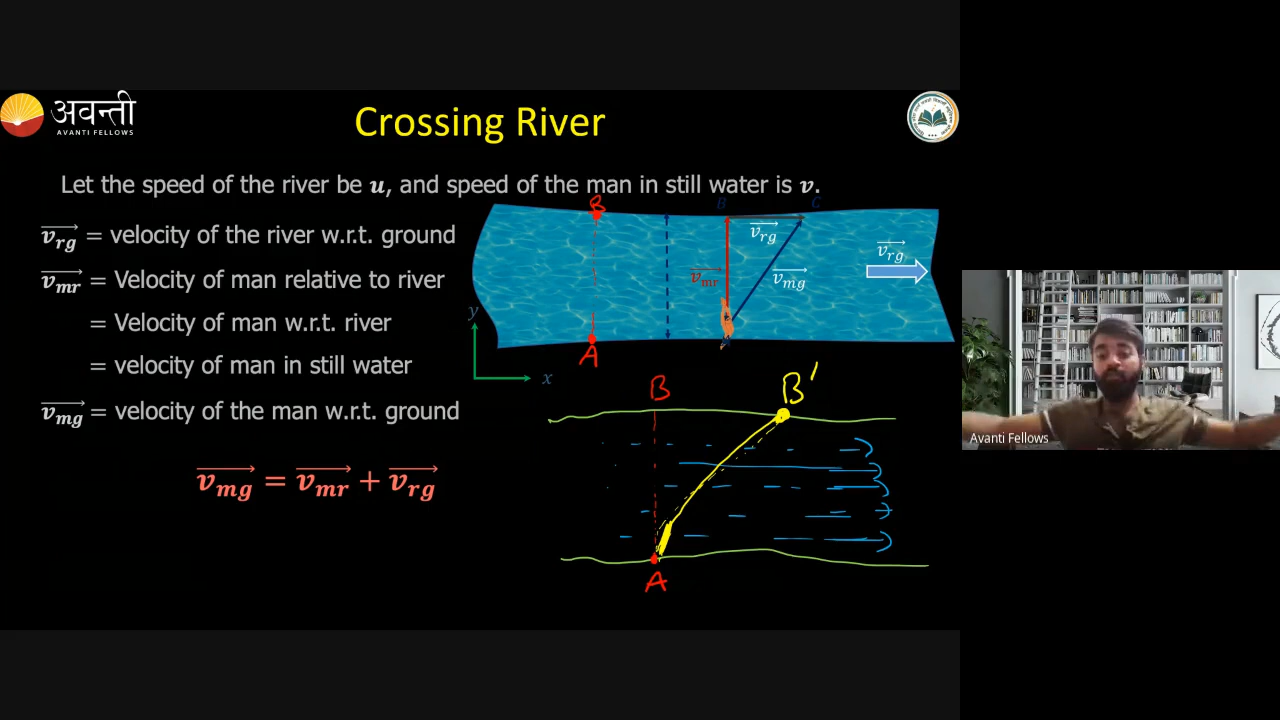 अवन्ती
AVANTI FELLOWS
Crossing River
Let the speed of the river be u, and speed of the man in still water is v.
v_rg = velocity of the river w.r.t. ground
v_mr = Velocity of man relative to river
= Velocity of man w.r.t. river
= velocity of man in still water
v_mg = velocity of the man w.r.t. ground
v_mg = v_mr + v_rg
B
B C
v_rg
v_mr
v_mg
v_rg
y
x
A
B
B'
A
Avanti Fellows